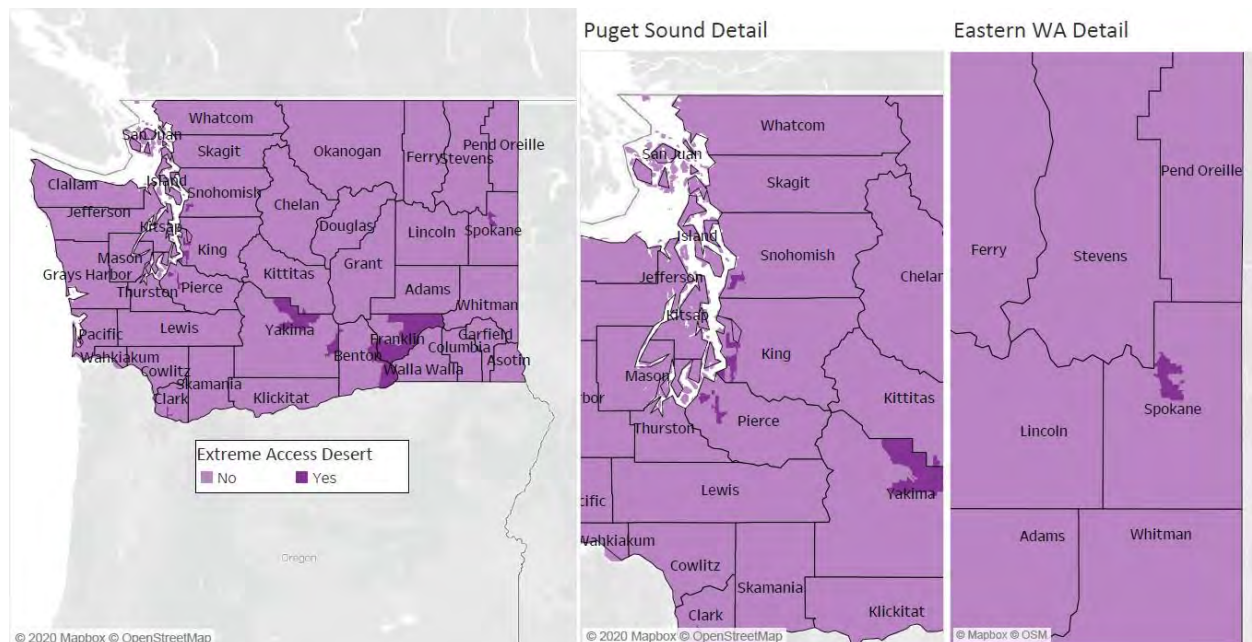 Puget Sound Detail
Eastern WA Detail
Whatcom
San Juan
Skagit
Okanogan
Ferry
Stevens
Pend Oreille
Clallam
Island
Snohomish
Chelan
Jefferson
Kitsap
Douglas
Lincoln
Spokane
King
Mason
Grays Harbor
Kittitas
Grant
Thurston
Pierce
Adams
Whitman
Pacific
Lewis
Yakima
Franklin
Garfield
Wahkiakum
Benton
Columbia
Asotin
Cowlitz
Walla Walla
Skamania
Clark
Klickitat
Extreme Access Desert
No
Yes
Oregon
© 2020 Mapbox © OpenStreetMap
Whatcom
San Juan
Skagit
Island
Snohomish
Jefferson
Chelan
Kitsap
King
Mason
bor
Kittitas
Pierce
Thurston
Lewis
Yakima
cific
Wahkiakum
Cowlitz
Skamania
Clark
Klickitat
© 2020 Mapbox © OpenStreetMap
Pend Oreille
Ferry
Stevens
Spokane
Lincoln
Adams
Whitman
© Mapbox © OSM